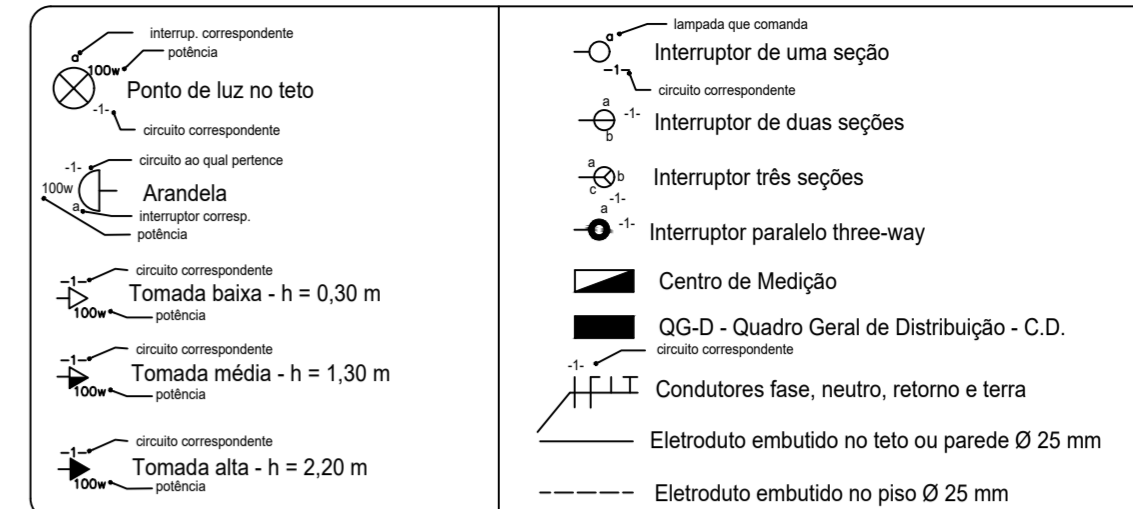 interrup. correspondente
a
potência
100w
Ponto de luz no teto
-1-
circuito correspondente
circuito ao qual pertence
-1-
100w
Arandela
a
interruptor corresp.
potência
circuito correspondente
-1-
Tomada baixa - h = 0,30 m
100w
potência
circuito correspondente
-1-
Tomada média - h = 1,30 m
100w
potência
circuito correspondente
-1-
Tomada alta - h = 2,20 m
100w
potência
lampada que comanda
a
Interruptor de uma seção
-1-
circuito correspondente
a
-1-
Interruptor de duas seções
b
a
b
Interruptor três seções
c
-1-
a
-1-
Interruptor paralelo three-way
Centro de Medição
QG-D - Quadro Geral de Distribuição - C.D.
circuito correspondente
-1-
Condutores fase, neutro, retorno e terra
Eletroduto embutido no teto ou parede Ø 25 mm
Eletroduto embutido no piso Ø 25 mm